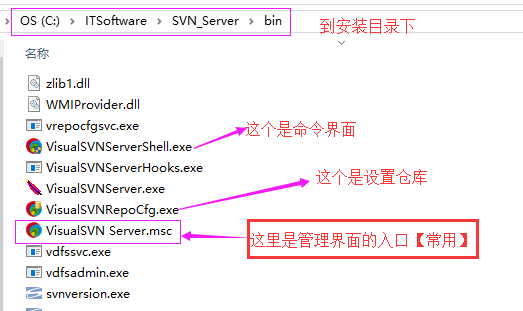 OS (C:) > ITSoftware > SVN_Server > bin
到安装目录下
名称
zlib1.dll
WMIProvider.dll
vrepocfgsvc.exe
VisualSVNServerShell.exe
这个是命令界面
VisualSVNServerHooks.exe
VisualSVNServer.exe
这个是设置仓库
VisualSVNRepoCfg.exe
VisualSVN Server.msc
这里是管理界面的入口【常用】
vdfssvc.exe
vdfsadmin.exe
svnversion.exe